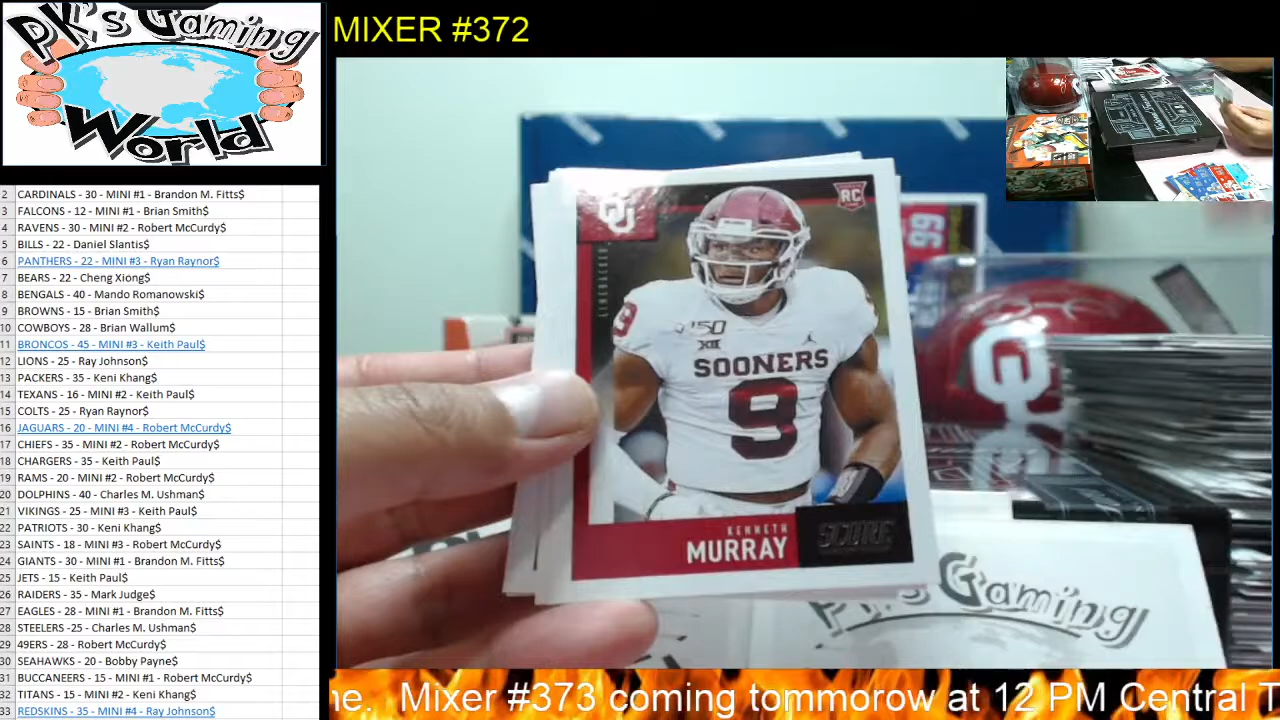 PK's Gaming
World
MIXER #372
2 CARDINALS - 30 - MINI #1 - Brandon M. Fitts$
3 FALCONS - 12 - MINI #1 - Brian Smith$
4 RAVENS - 30 - MINI #2 - Robert McCurdy$
5 BILLS - 22 - Daniel Slantis$
6 PANTHERS - 22 - MINI #3 - Ryan Raynor$
7 BEARS - 22 - Cheng Xiong$
8 BENGALS - 40 - Mando Romanowski$
9 BROWNS - 15 - Brian Smith$
10 COWBOYS - 28 - Brian Wallum$
11 BRONCOS - 45 - MINI #3 - Keith Paul$
12 LIONS - 25 - Ray Johnson$
13 PACKERS - 35 - Keni Khang$
14 TEXANS - 16 - MINI #2 - Keith Paul$
15 COLTS - 25 - Ryan Raynor$
16 JAGUARS - 20 - MINI #4 - Robert McCurdy$
17 CHIEFS - 35 - MINI #2 - Robert McCurdy$
18 CHARGERS - 35 - Keith Paul$
19 RAMS - 20 - MINI #2 - Robert McCurdy$
20 DOLPHINS - 40 - Charles M. Ushman$
21 VIKINGS - 25 - MINI #3 - Keith Paul$
22 PATRIOTS - 30 - Keni Khang$
23 SAINTS - 18 - MINI #3 - Robert McCurdy$
24 GIANTS - 30 - MINI #1 - Brandon M. Fitts$
25 JETS - 15 - Keith Paul$
26 RAIDERS - 35 - Mark Judge$
27 EAGLES - 28 - MINI #1 - Brandon M. Fitts$
28 STEELERS -25 - Charles M. Ushman$
29 49ERS - 28 - Robert McCurdy$
30 SEAHAWKS - 20 - Bobby Payne$
31 BUCCANEERS - 15 - MINI #1 - Robert McCurdy$
32 TITANS - 15 - MINI #2 - Keni Khang$
33 REDSKINS - 35 - MINI #4 - Ray Johnson$
OU
RC
LINEBACKER
9
150
XII
SOONERS
9
KENNETH
MURRAY
SCORE
99
Gaming
ne. Mixer #373 coming tommorow at 12 PM Central T